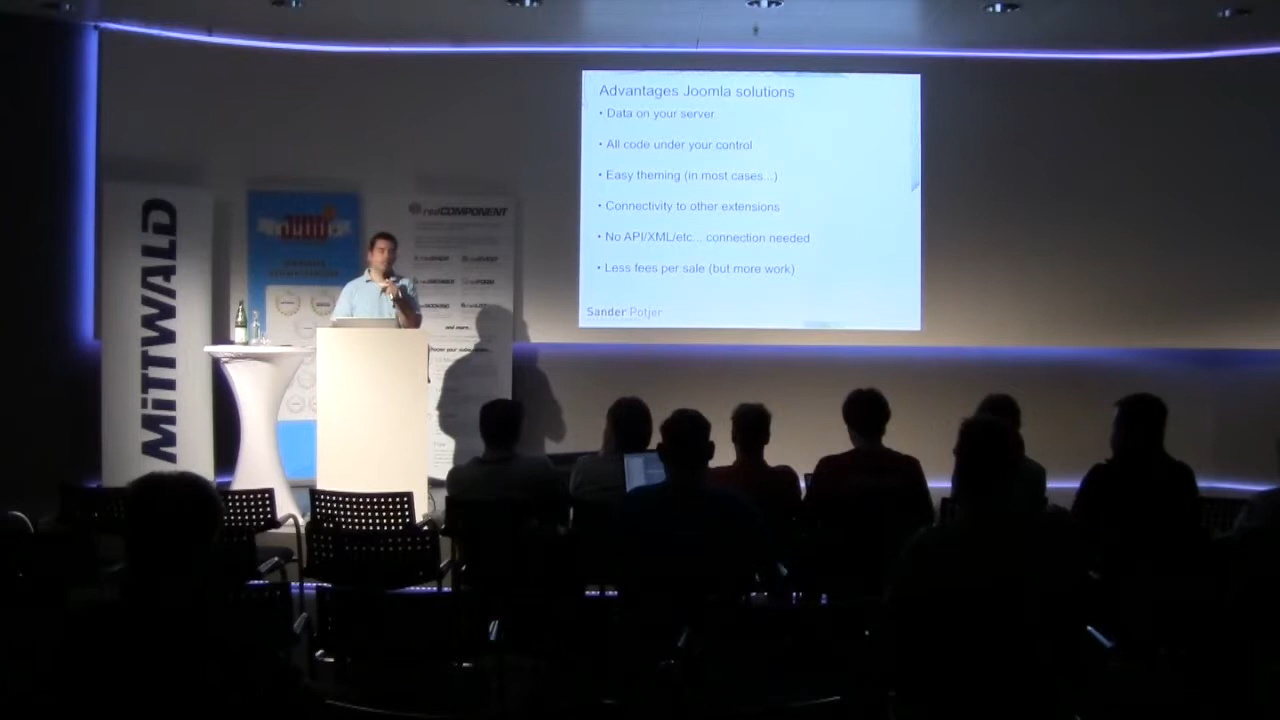 Advantages Joomla solutions
• Data on your server
• All code under your control
• Easy theming (in most cases...)
• Connectivity to other extensions
• No API/XML/etc... connection needed
• Less fees per sale (but more work)
Sander Potjer
MITTWALD
redCOMPONENT
and more...